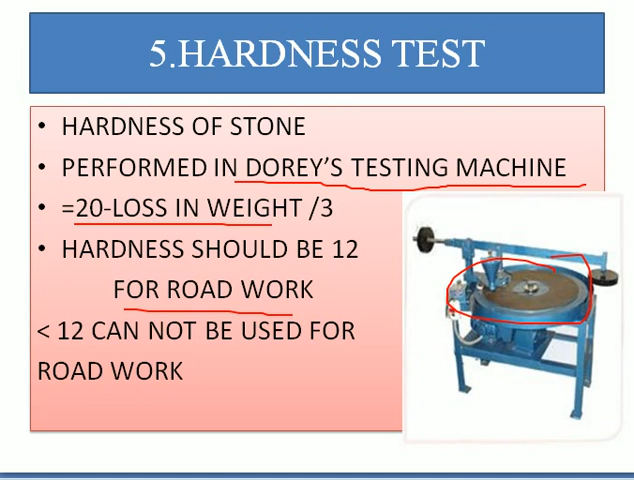 5.HARDNESS TEST
• HARDNESS OF STONE
• PERFORMED IN DOREY'S TESTING MACHINE
• =20-LOSS IN WEIGHT /3
• HARDNESS SHOULD BE 12
FOR ROAD WORK
< 12 CAN NOT BE USED FOR
ROAD WORK